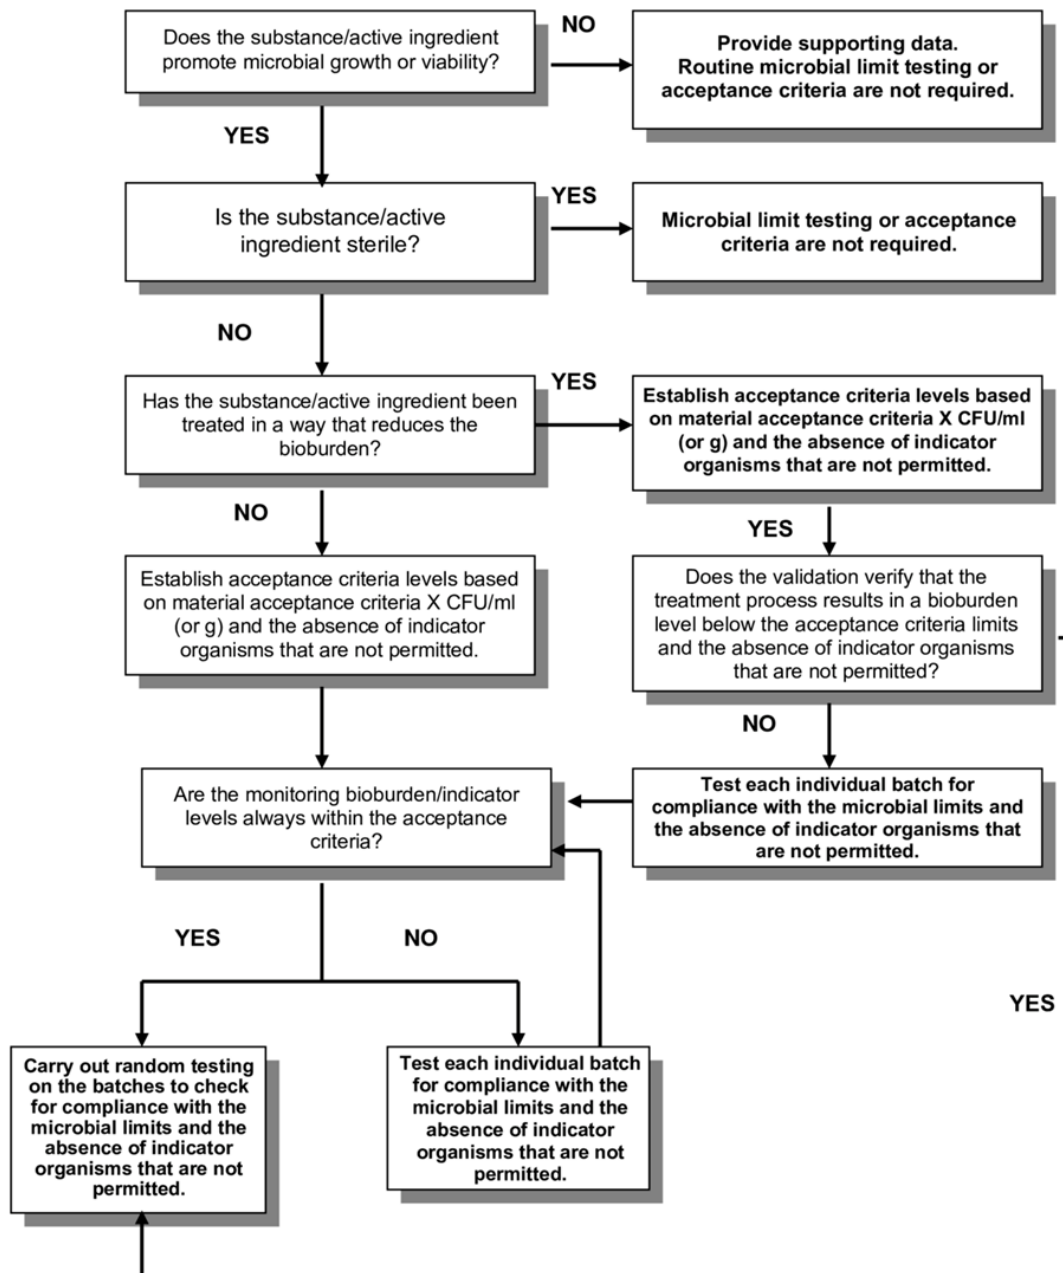 Does the substance/active ingredient
promote microbial growth or viability?
NO
Provide supporting data.
Routine microbial limit testing or
acceptance criteria are not required.
YES
Is the substance/active
ingredient sterile?
YES
Microbial limit testing or acceptance
criteria are not required.
NO
Has the substance/active ingredient been
treated in a way that reduces the
bioburden?
YES
Establish acceptance criteria levels based
on material acceptance criteria X CFU/ml
(or g) and the absence of indicator
organisms that are not permitted.
NO
YES
Establish acceptance criteria levels based
on material acceptance criteria X CFU/ml
(or g) and the absence of indicator
organisms that are not permitted.
Does the validation verify that the
treatment process results in a bioburden
level below the acceptance criteria limits
and the absence of indicator organisms
that are not permitted?
NO
Are the monitoring bioburden/indicator
levels always within the acceptance
criteria?
Test each individual batch for
compliance with the microbial limits and
the absence of indicator organisms that
are not permitted.
YES
NO
YES
Carry out random testing
on the batches to check
for compliance with the
microbial limits and the
absence of indicator
organisms that are not
permitted.
Test each individual batch
for compliance with the
microbial limits and the
absence of indicator
organisms that are not
permitted.